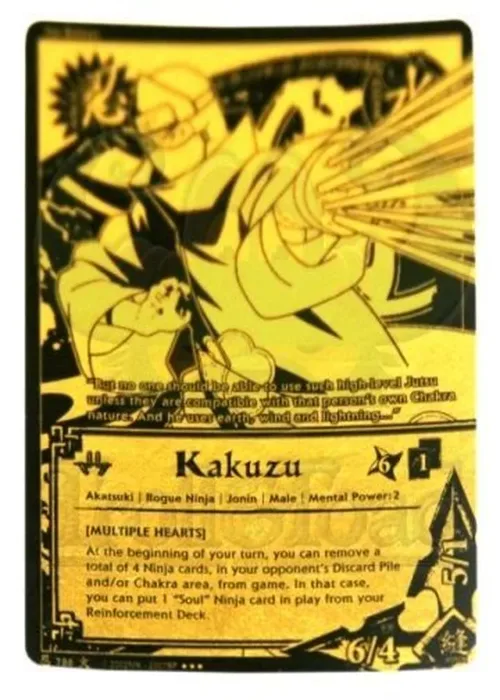 "But no one should be able to use such high-level Jutsu
unless they are compatible with that person's own Chakra
nature. And he uses earth, wind and lightning..."
Kakuzu
6
1
Akatsuki | Rogue Ninja | Jonin | Male | Mental Power: 2
[MULTIPLE HEARTS]
At the beginning of your turn, you can remove a
total of 4 Ninja cards, in your opponent's Discard Pile
and/or Chakra area, from game. In that case,
you can put 1 "Soul" Ninja card in play from your
Reinforcement Deck.
5/1
6/4
縫